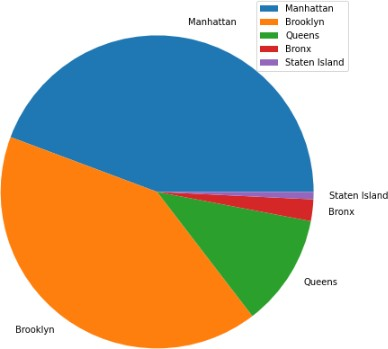 Manhattan
Manhattan
Brooklyn
Queens
Bronx
Staten Island
Staten Island
Bronx
Queens
Brooklyn